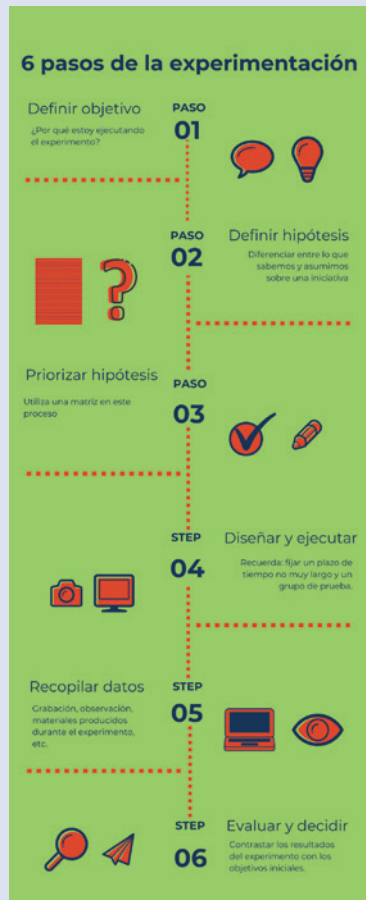 6 pasos de la experimentación
Definir objetivo
¿Por qué estoy ejecutando
el experimento?
PASO
01
PASO
02
Definir hipótesis
Diferenciar entre lo que
sabemos y asumimos
sobre una iniciativa
Priorizar hipótesis
Utiliza una matriz en este
proceso
PASO
03
STEP
04
Diseñar y ejecutar
Recuerda: fijar un plazo de
tiempo no muy largo y un
grupo de prueba.
Recopilar datos
Grabación, observación,
materiales producidos
durante el experimento,
etc.
STEP
05
STEP
06
Evaluar y decidir
Contrastar los resultados
del experimento con los
objetivos iniciales.